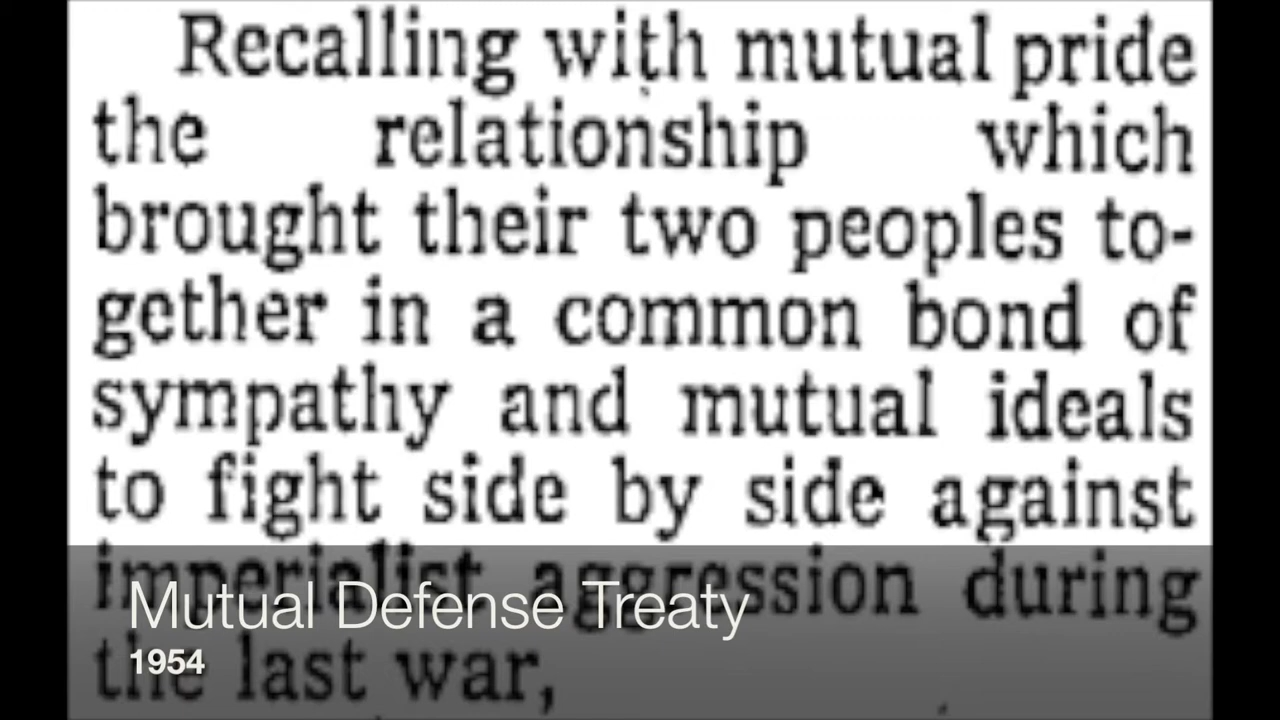 Recalling with mutual pride
the relationship which
brought their two peoples to-
gether in a common bond of
sympathy and mutual ideals
to fight side by side against
imperialist aggression during
the last war,
Mutual Defense Treaty
1954